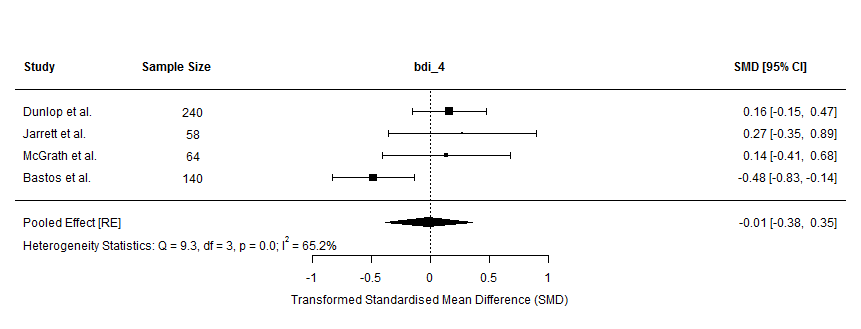 Study Sample Size bdi_4 SMD [95% CI]
Dunlop et al. 240 0.16 [-0.15, 0.47]
Jarrett et al. 58 0.27 [-0.35, 0.89]
McGrath et al. 64 0.14 [-0.41, 0.68]
Bastos et al. 140 -0.48 [-0.83, -0.14]
Pooled Effect [RE] -0.01 [-0.38, 0.35]
Heterogeneity Statistics: Q = 9.3, df = 3, p = 0.0; I² = 65.2%
-1 -0.5 0 0.5 1
Transformed Standardised Mean Difference (SMD)